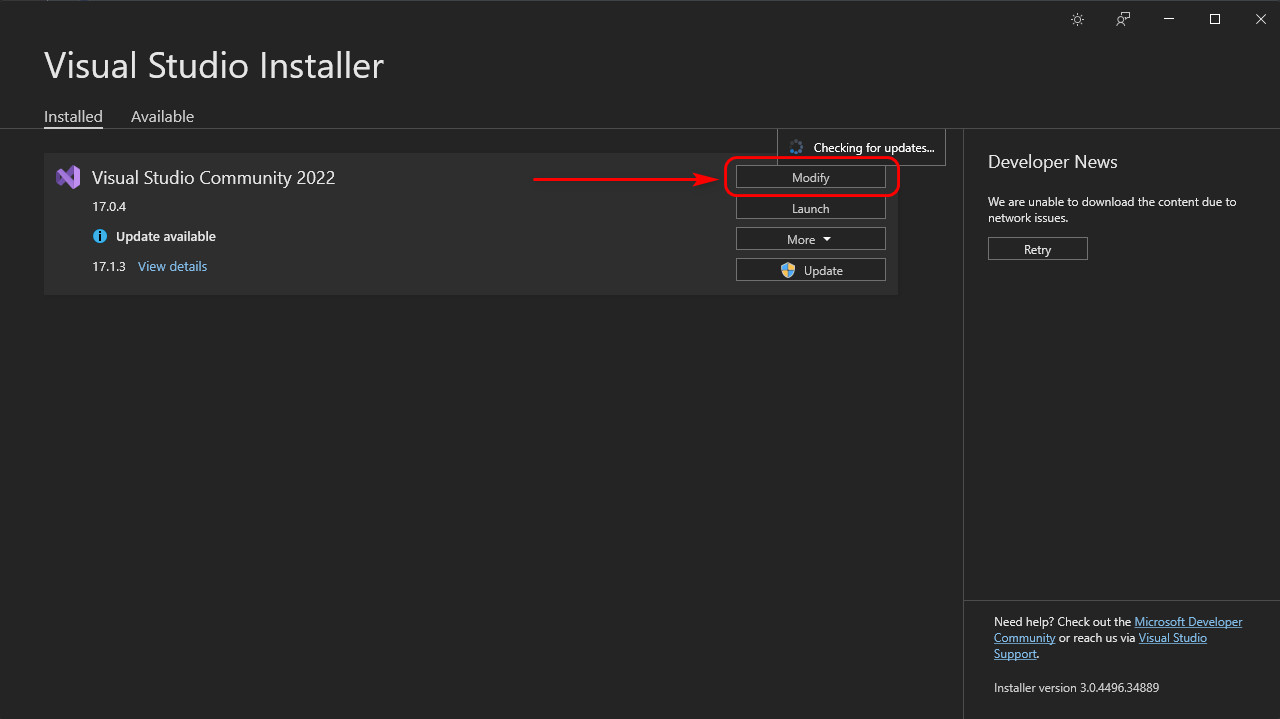 Visual Studio Installer
Installed
Available
Checking for updates...
Visual Studio Community 2022
17.0.4
Update available
17.1.3 View details
Modify
Launch
More
Update
Developer News
We are unable to download the content due to
network issues.
Retry
Need help? Check out the Microsoft Developer
Community or reach us via Visual Studio
Support.
Installer version 3.0.4496.34889